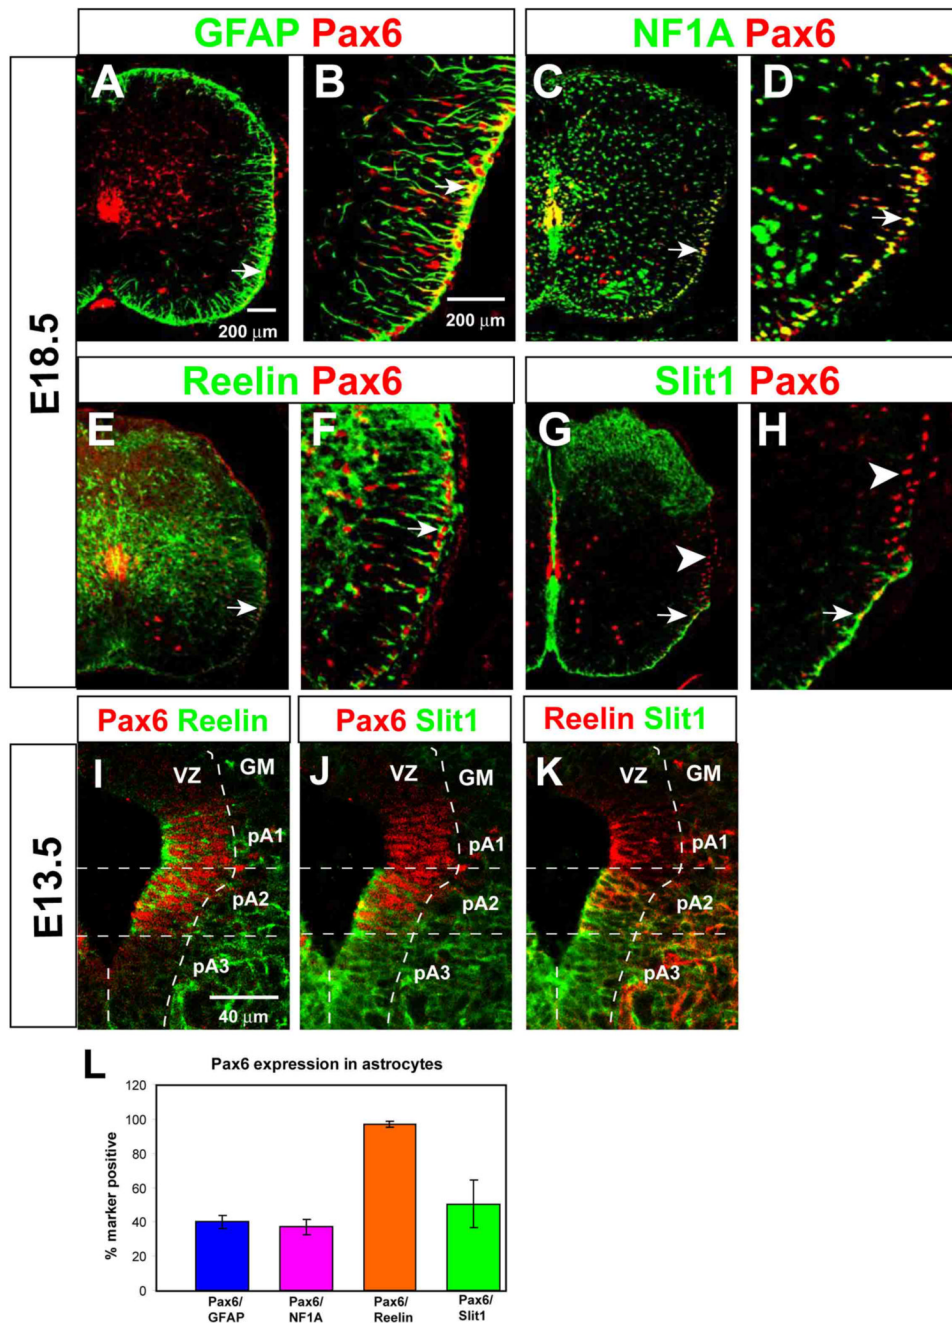 GFAP Pax6
NF1A Pax6
E18.5
A
B
C
D
200 μm
200 μm
Reelin Pax6
Slit1 Pax6
E
F
G
H
Pax6 Reelin
Pax6 Slit1
Reelin Slit1
E13.5
I
VZ
GM
pA1
pA2
pA3
40 μm
J
VZ
GM
pA1
pA2
pA3
K
VZ
GM
pA1
pA2
pA3
L
Pax6 expression in astrocytes
% marker positive
120
100
80
60
40
20
0
Pax6/
GFAP
Pax6/
NF1A
Pax6/
Reelin
Pax6/
Slit1